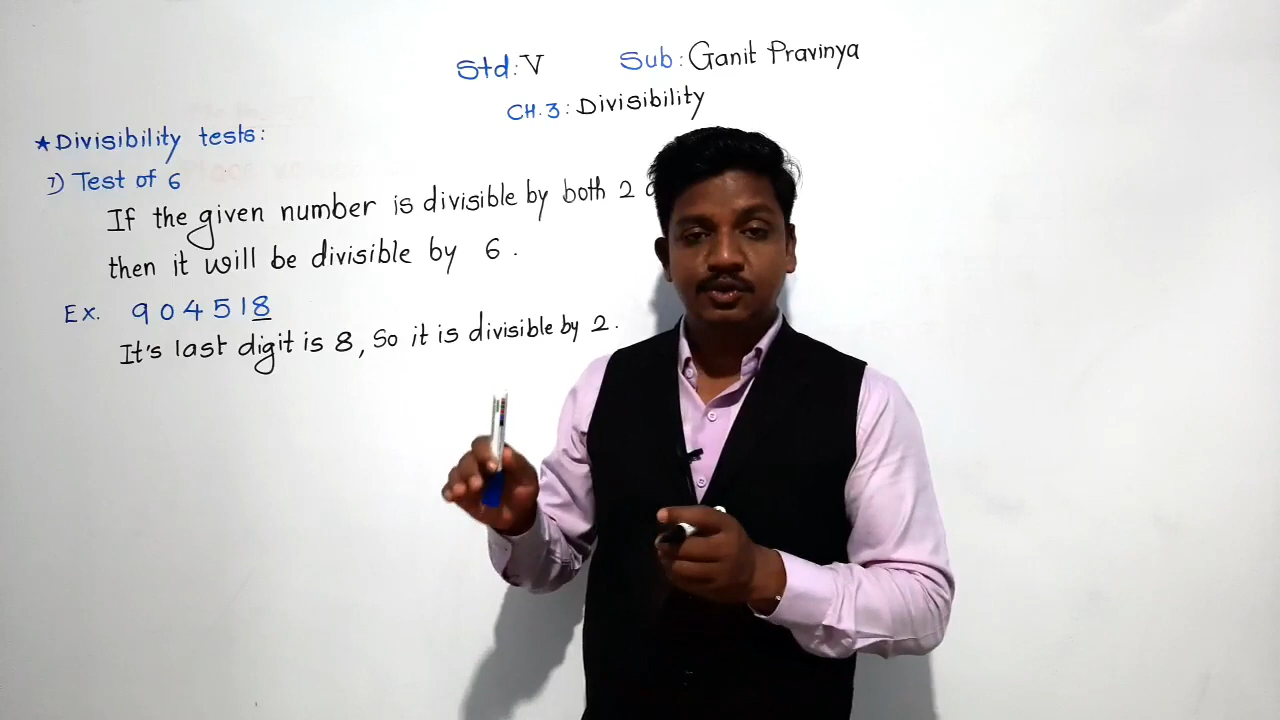 Std: V Sub: Ganit Pravinya
CH.3: Divisibility
★ Divisibility tests:
7) Test of 6
If the given number is divisible by both 2
then it will be divisible by 6.
Ex. 904518
It's last digit is 8, So it is divisible by 2.